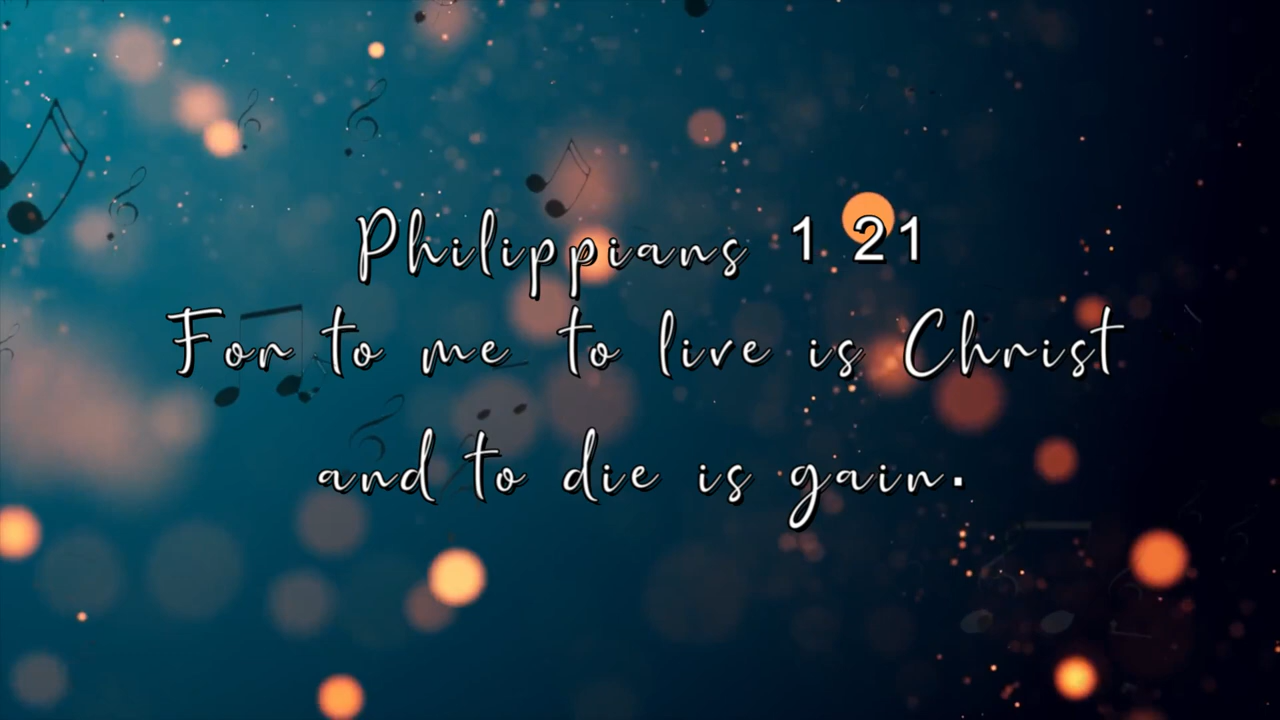 Philippians 1 21
For to me to live is Christ
and to die is gain.